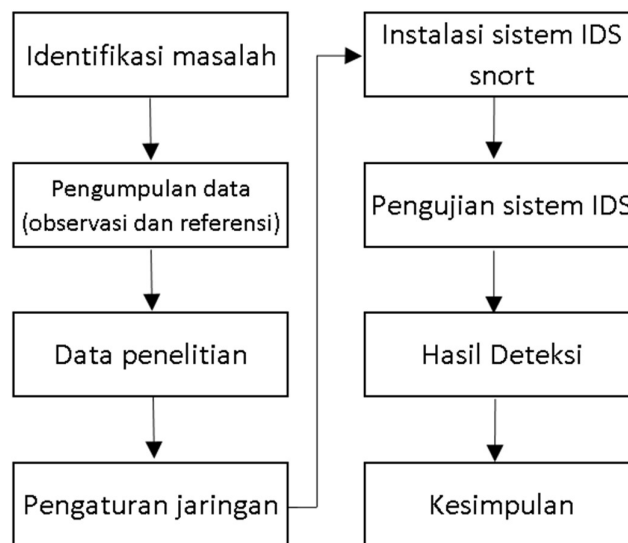 Identifikasi masalah
Pengumpulan data
(observasi dan referensi)
Data penelitian
Pengaturan jaringan
Instalasi sistem IDS
snort
Pengujian sistem IDS
Hasil Deteksi
Kesimpulan